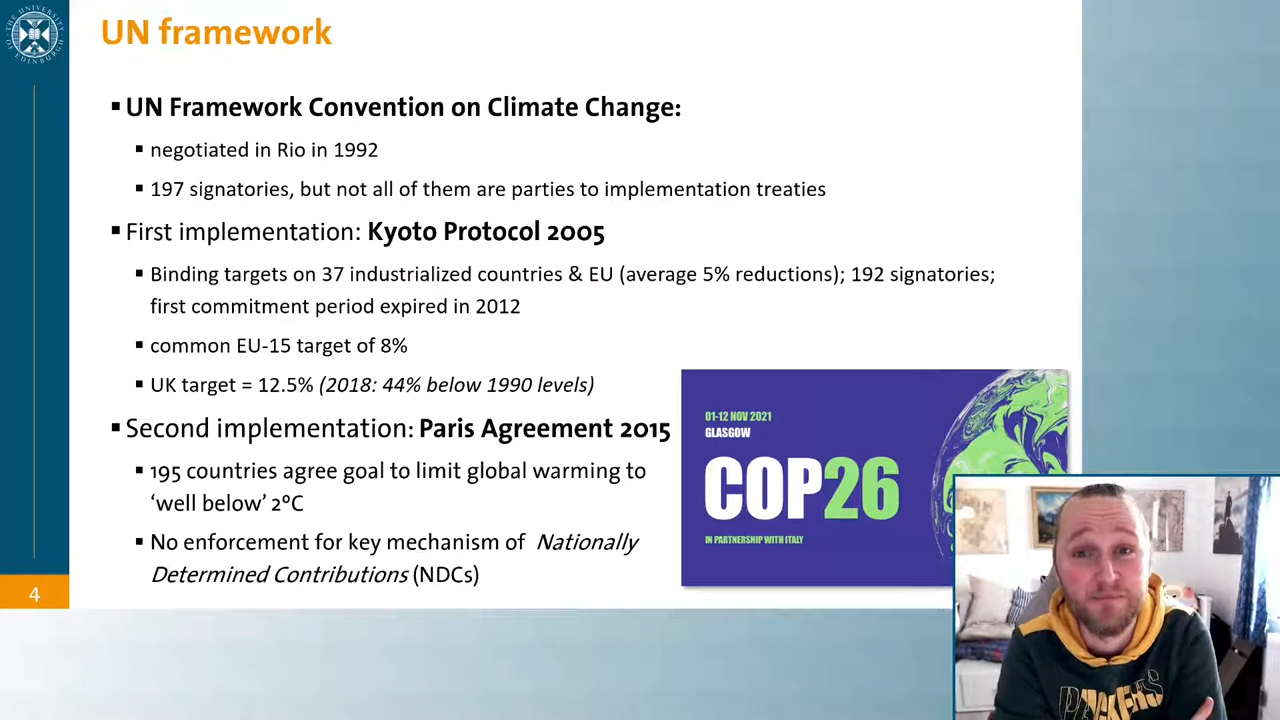 THE UNIVERSITY OF EDINBURGH
UN framework
UN Framework Convention on Climate Change:
negotiated in Rio in 1992
197 signatories, but not all of them are parties to implementation treaties
First implementation: Kyoto Protocol 2005
Binding targets on 37 industrialized countries & EU (average 5% reductions); 192 signatories;
first commitment period expired in 2012
common EU-15 target of 8%
UK target = 12.5% (2018: 44% below 1990 levels)
Second implementation: Paris Agreement 2015
195 countries agree goal to limit global warming to
‘well below’ 2ºC
No enforcement for key mechanism of Nationally
Determined Contributions (NDCs)
01-12 NOV 2021
GLASGOW
COP26
IN PARTNERSHIP WITH ITALY
4
PACKERS